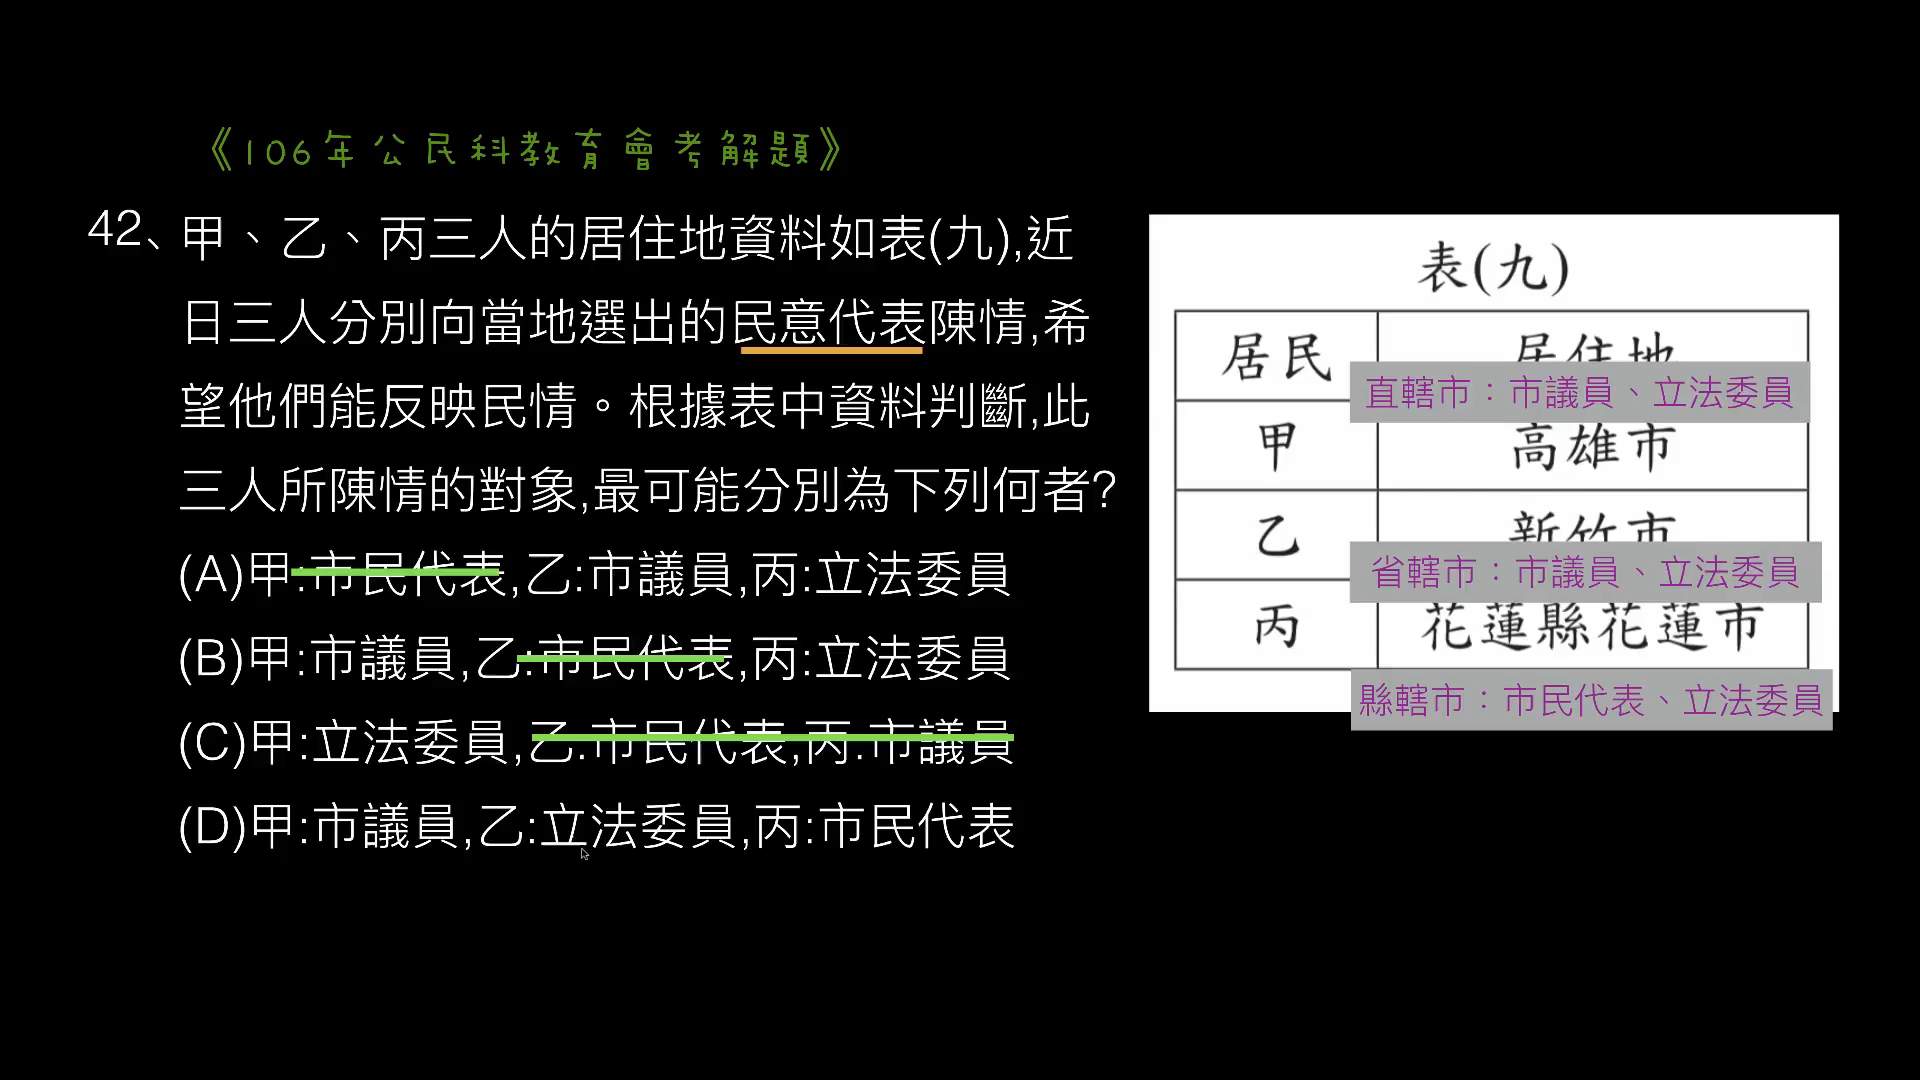 《106年公民科教育會考解題》
42、甲、乙、丙三人的居住地資料如表(九),近
日三人分別向當地選出的民意代表陳情,希
望他們能反映民情。根據表中資料判斷,此
三人所陳情的對象,最可能分別為下列何者?
(A)甲:市民代表,乙:市議員,丙:立法委員
(B)甲:市議員,乙:市民代表,丙:立法委員
(C)甲:立法委員,乙:市民代表,丙:市議員
(D)甲:市議員,乙:立法委員,丙:市民代表
表(九)
居民 居住地
直轄市：市議員、立法委員
甲 高雄市
乙 新竹市
省轄市：市議員、立法委員
丙 花蓮縣花蓮市
縣轄市：市民代表、立法委員